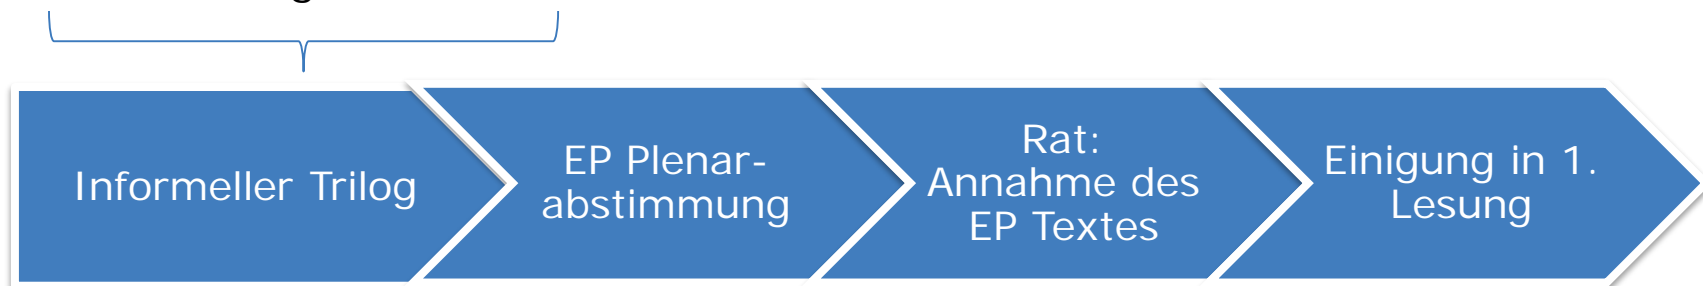 Informeller Trilog
EP Plenar-
abstimmung
Rat:
Annahme des
EP Textes
Einigung in 1.
Lesung